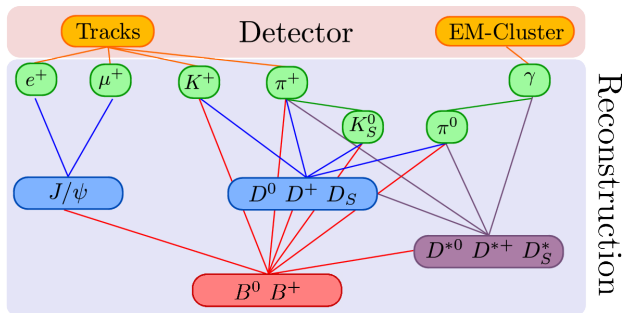 Tracks
Detector
EM-Cluster
e⁺
μ⁺
K⁺
π⁺
γ
K⁰_S
π⁰
J/ψ
D⁰ D⁺ D_S
D*⁰ D*⁺ D*_S
B⁰ B⁺
Reconstruction